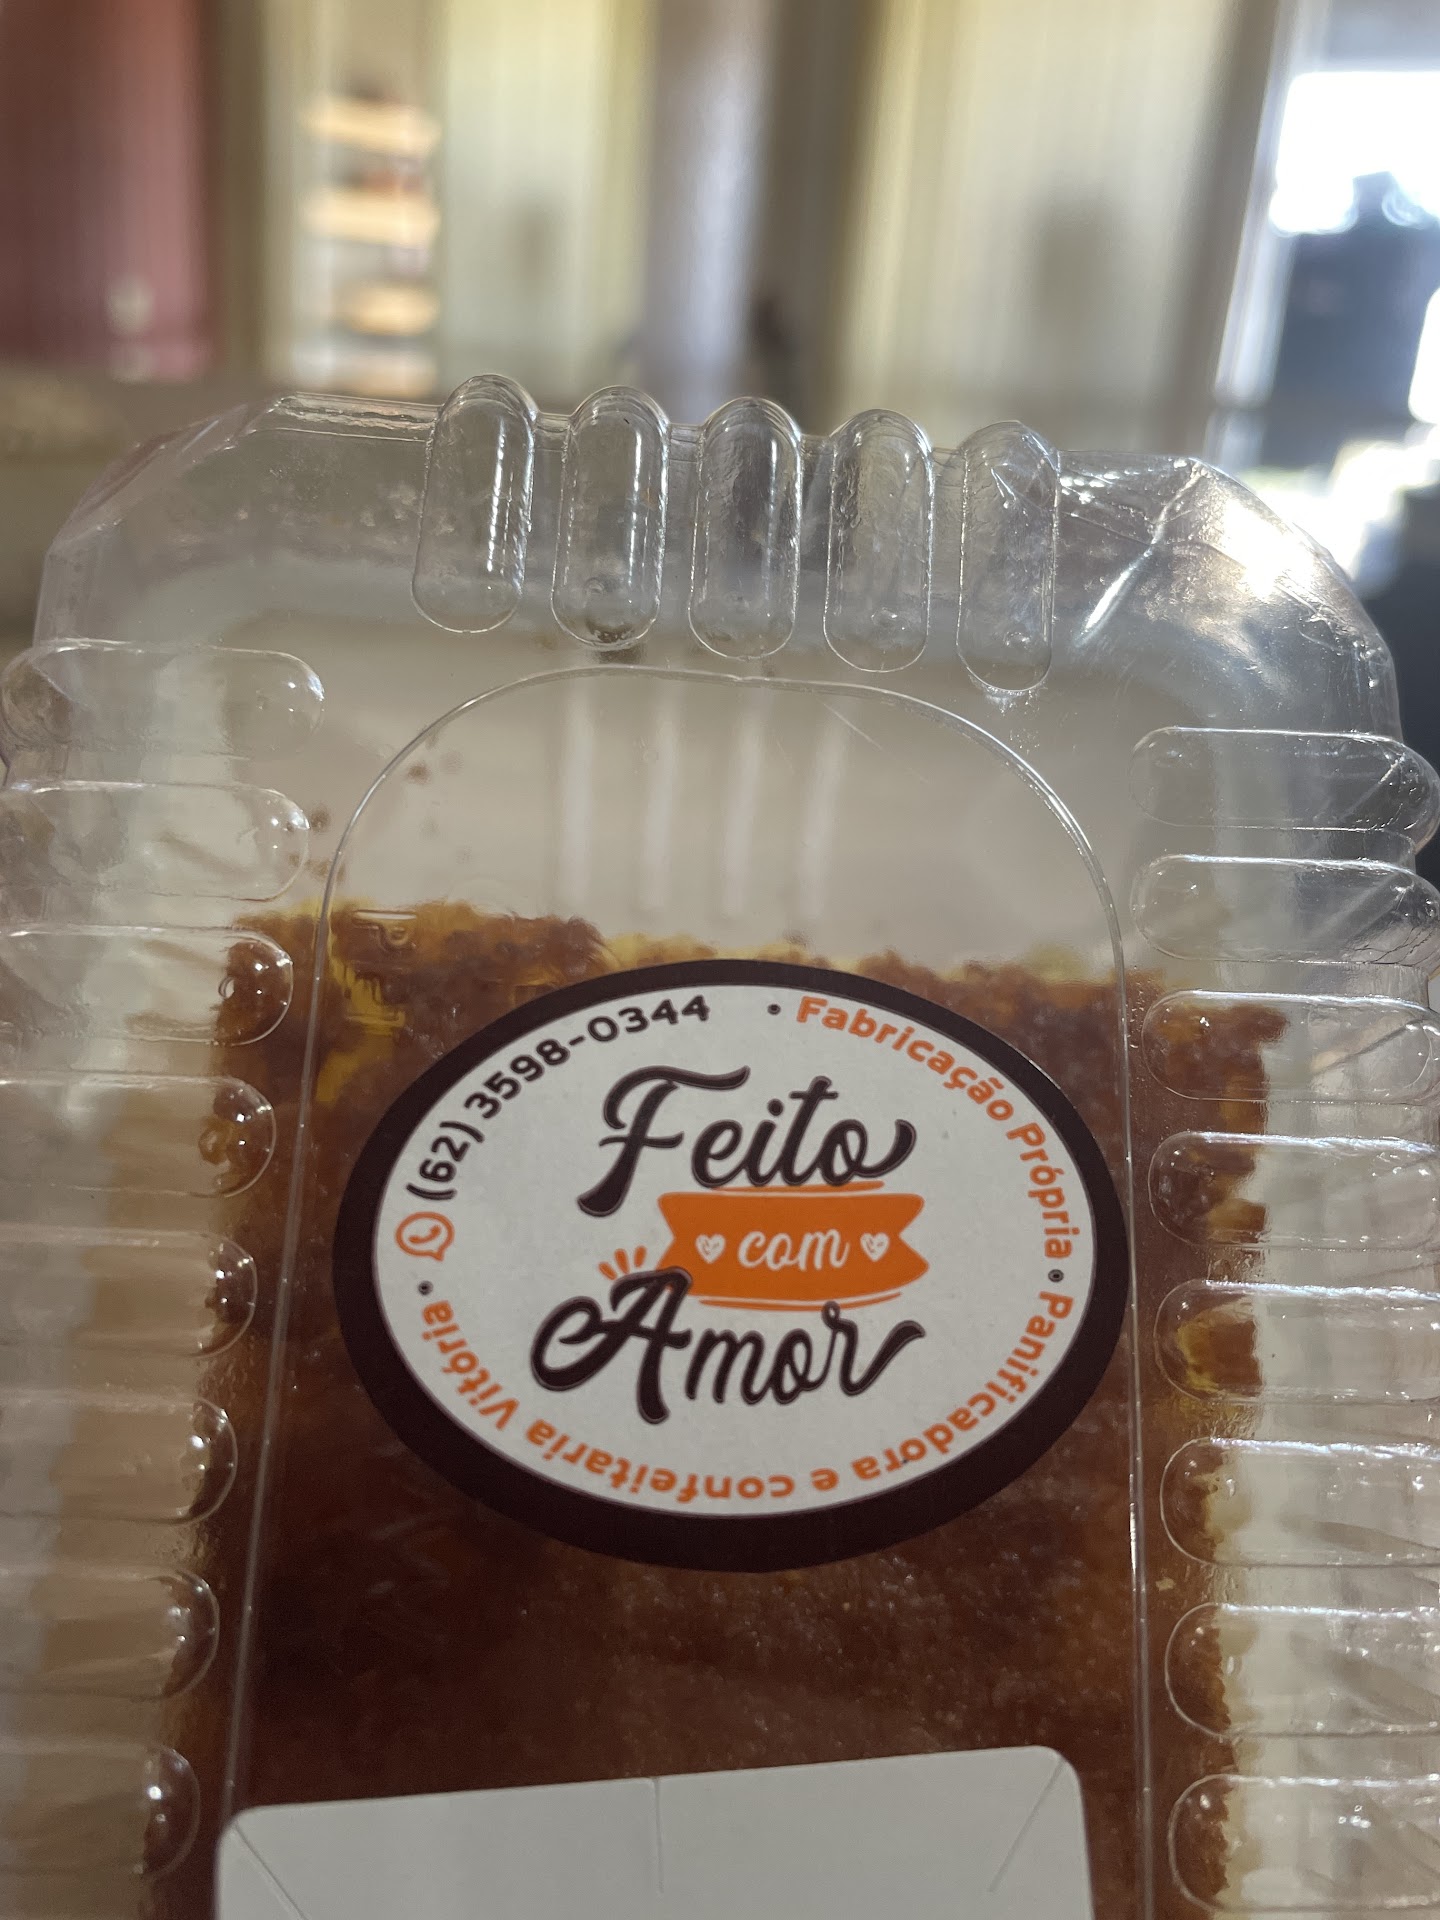 Feito
com
Amor
(62) 3598-0344
• Fabricação Própria • Panificadora e confeitaria Vitória •